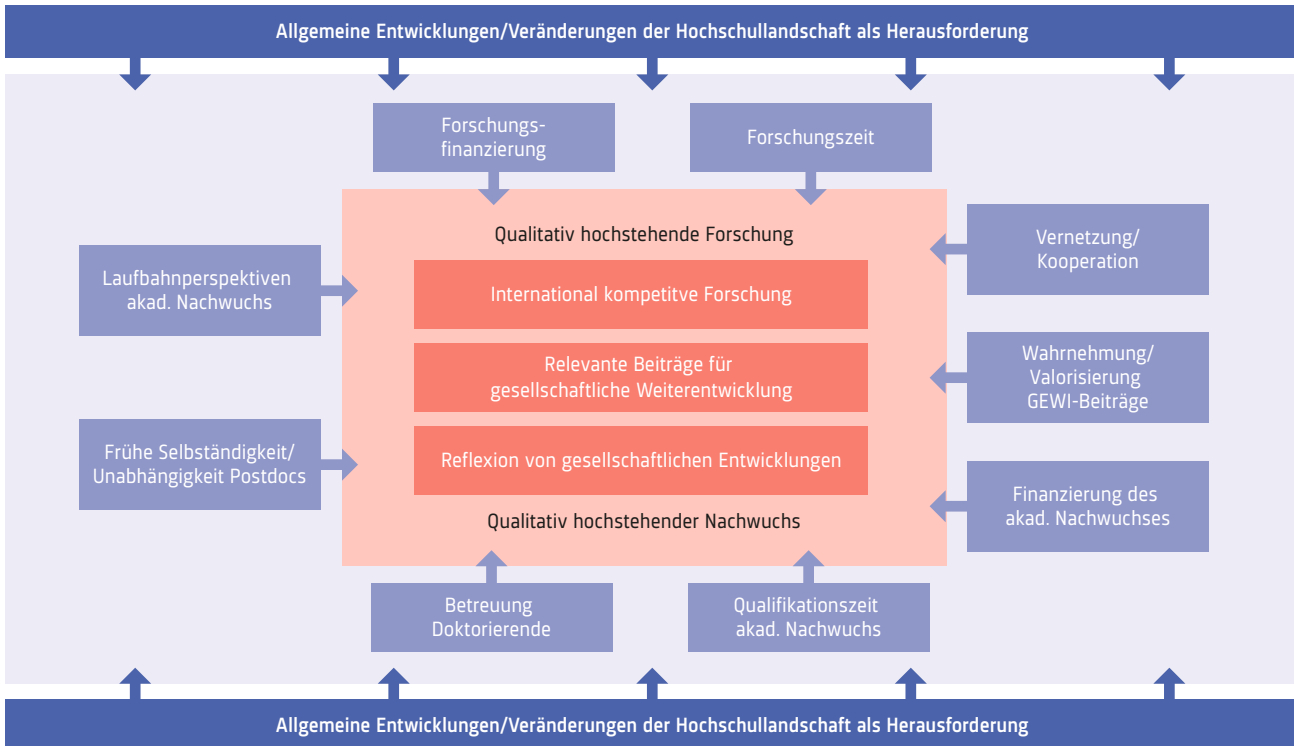 Allgemeine Entwicklungen/Veränderungen der Hochschullandschaft als Herausforderung
Forschungs-
finanzierung
Forschungszeit
Laufbahnperspektiven
akad. Nachwuchs
Qualitativ hochstehende Forschung
Vernetzung/
Kooperation
International kompetitve Forschung
Relevante Beiträge für
gesellschaftliche Weiterentwicklung
Wahrnehmung/
Valorisierung
GEWI-Beiträge
Frühe Selbständigkeit/
Unabhängigkeit Postdocs
Reflexion von gesellschaftlichen Entwicklungen
Finanzierung des
akad. Nachwuchses
Qualitativ hochstehender Nachwuchs
Betreuung
Doktorierende
Qualifikationszeit
akad. Nachwuchs
Allgemeine Entwicklungen/Veränderungen der Hochschullandschaft als Herausforderung